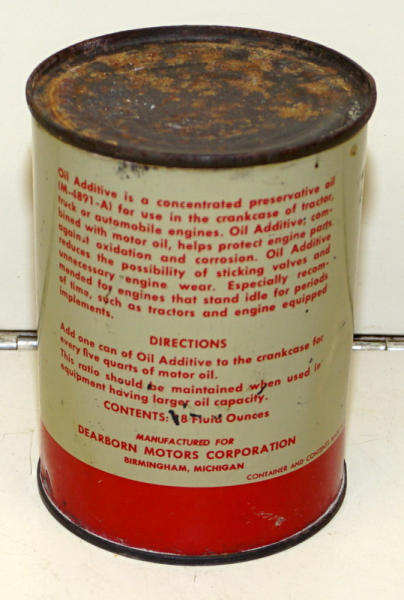 Oil Additive is a concentrated preservative oil
(M-4891-A) for use in the crankcase of tractor,
truck or automobile engines. Oil Additive, com-
bined with motor oil, helps protect engine parts
against oxidation and corrosion. Oil Additive
reduces the possibility of sticking valves and
unnecessary engine wear. Especially recom-
mended for engines that stand idle for periods
of time, such as tractors and engine equipped
implements.
DIRECTIONS
Add one can of Oil Additive to the crankcase for
every five quarts of motor oil.
This ratio should be maintained when used in
equipment having larger oil capacity.
CONTENTS: 8 Fluid Ounces
MANUFACTURED FOR
DEARBORN MOTORS CORPORATION
BIRMINGHAM, MICHIGAN
CONTAINER AND CONTENTS